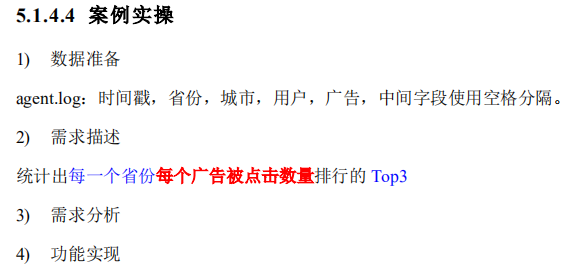 5.1.4.4 案例实操
1) 数据准备
agent.log：时间戳，省份，城市，用户，广告，中间字段使用空格分隔。
2) 需求描述
统计出每一个省份每个广告被点击数量排行的 Top3
3) 需求分析
4) 功能实现